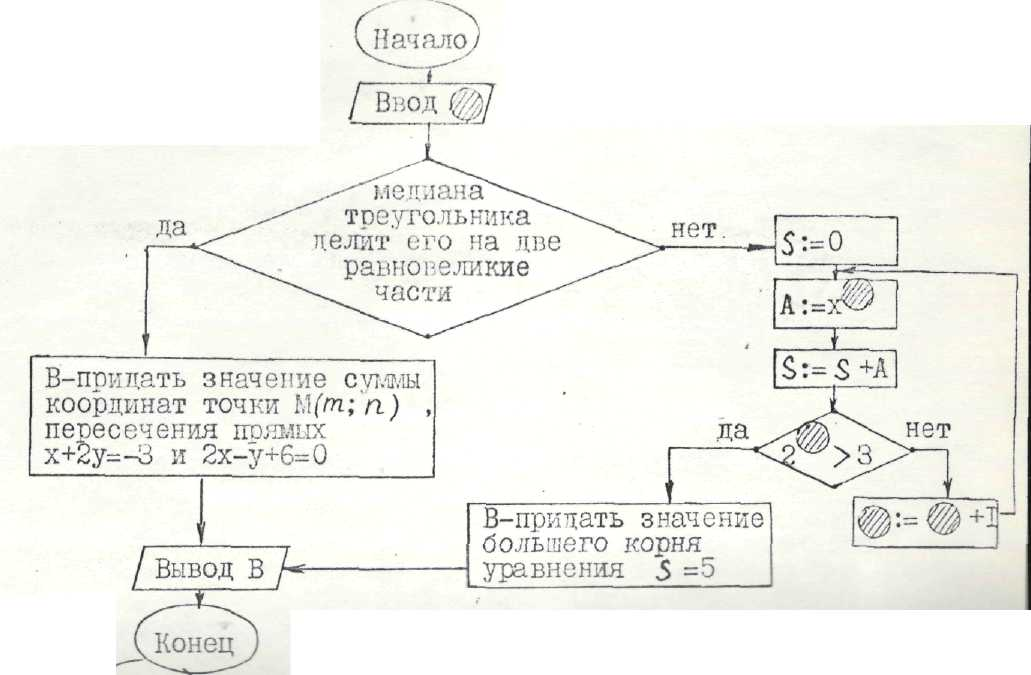 Начало
Ввод
медиана
треугольника
делит его на две
равновеликие
части
да
нет
S:=0
A:=x
S:=S+A
2 >3
да
нет
:= +I
В-придать значение суммы
координат точки М(m; n) ,
пересечения прямых
x+2y=-3 и 2x-y+6=0
В-придать значение
большего корня
уравнения S=5
Вывод В
Конец